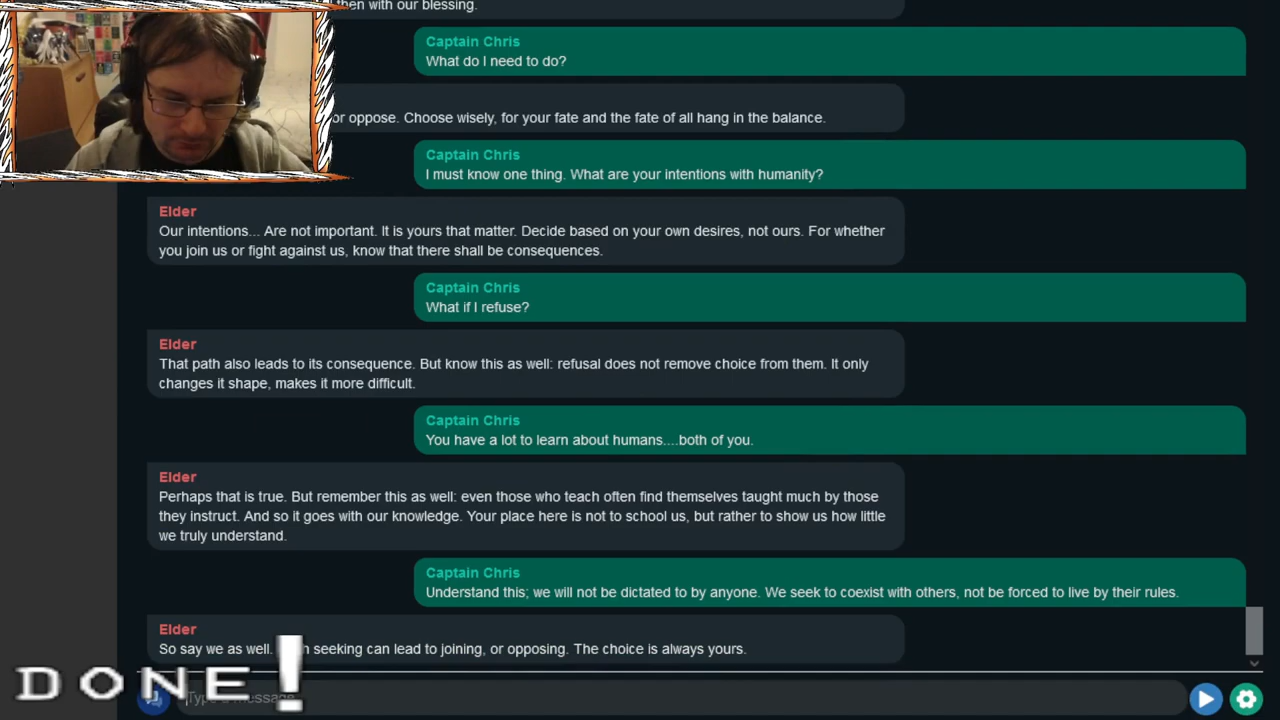 then with our blessing.
Captain Chris
What do I need to do?
or oppose. Choose wisely, for your fate and the fate of all hang in the balance.
Captain Chris
I must know one thing. What are your intentions with humanity?
Elder
Our intentions... Are not important. It is yours that matter. Decide based on your own desires, not ours. For whether
you join us or fight against us, know that there shall be consequences.
Captain Chris
What if I refuse?
Elder
That path also leads to its consequence. But know this as well: refusal does not remove choice from them. It only
changes it shape, makes it more difficult.
Captain Chris
You have a lot to learn about humans....both of you.
Elder
Perhaps that is true. But remember this as well: even those who teach often find themselves taught much by those
they instruct. And so it goes with our knowledge. Your place here is not to school us, but rather to show us how little
we truly understand.
Captain Chris
Understand this; we will not be dictated to by anyone. We seek to coexist with others, not be forced to live by their rules.
Elder
So say we as well. seeking can lead to joining, or opposing. The choice is always yours.
DONE!
Type a message